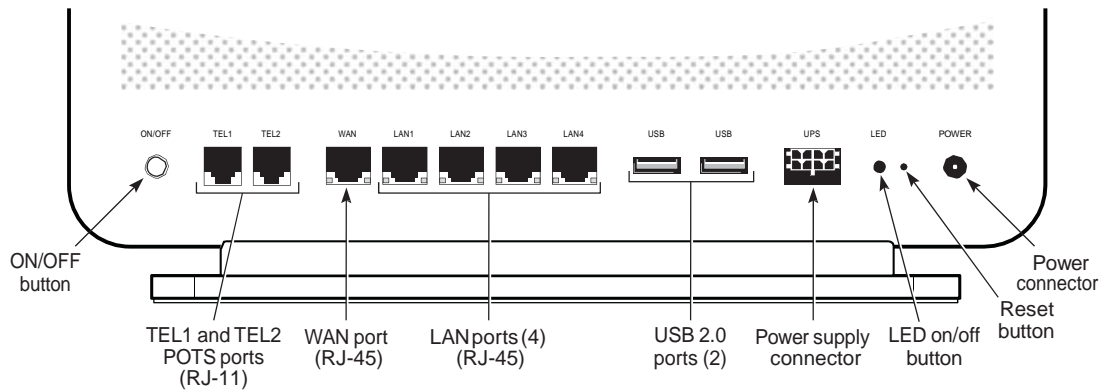 ON/OFF TEL1 TEL2 WAN LAN1 LAN2 LAN3 LAN4 USB USB UPS LED POWER
ON/OFF
button
TEL1 and TEL2
POTS ports
(RJ-11)
WAN port
(RJ-45)
LAN ports (4)
(RJ-45)
USB 2.0
ports (2)
Power supply
connector
LED on/off
button
Reset
button
Power
connector